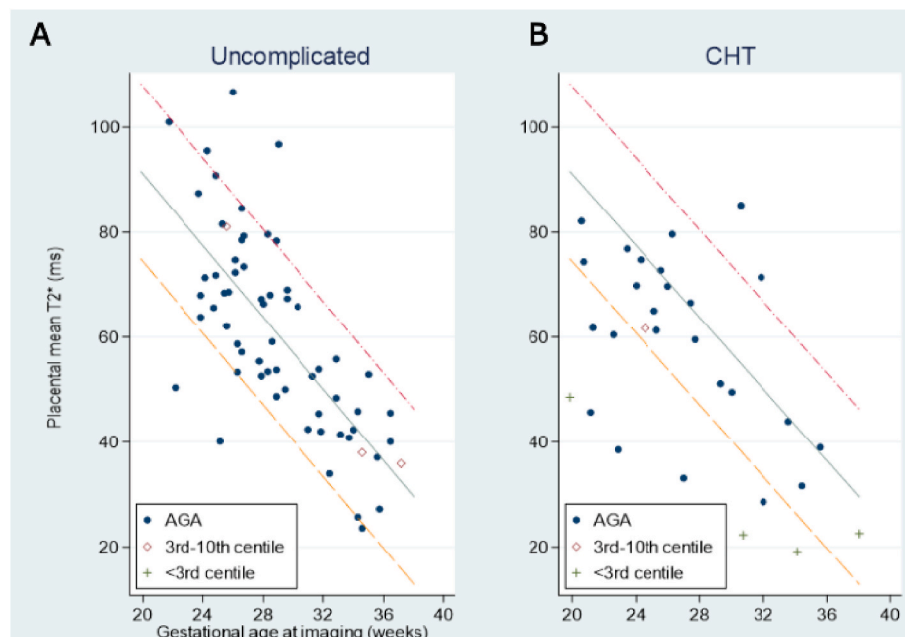 A
B
Uncomplicated
CHT
Placental mean T2* (ms)
100
80
60
40
20
100
80
60
40
20
AGA
3rd-10th centile
<3rd centile
AGA
3rd-10th centile
<3rd centile
20 24 28 32 36 40
20 24 28 32 36 40
Gestational age at imaging (weeks)